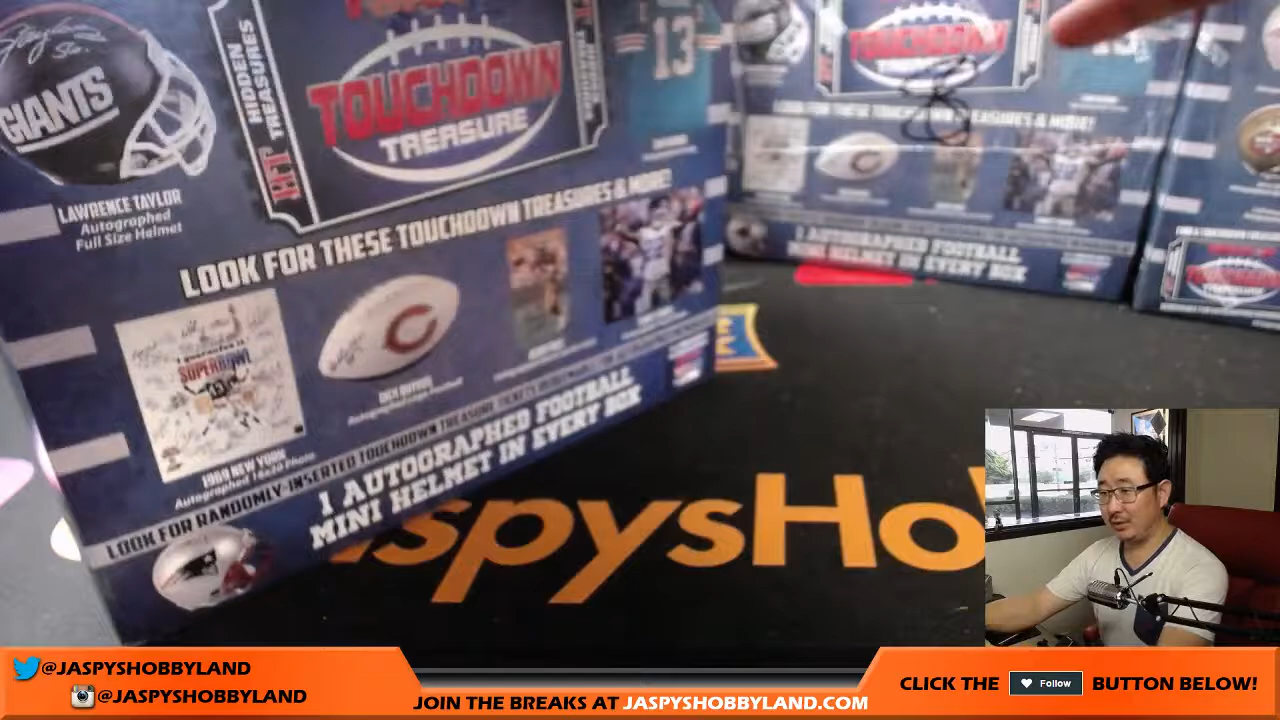 GIANTS
HIDDEN TREASURES
TOUCHDOWN
TREASURE
13
LAWRENCE TAYLOR
Autographed
Full Size Helmet
LOOK FOR THESE TOUCHDOWN TREASURES & MORE!
SUPERBOWL
1969 NEW YORK
Autographed 16x20 Photo
LOOK FOR RANDOMLY-INSERTED TOUCHDOWN TREASURE TICKETS
1 AUTOGRAPHED FOOTBALL
MINI HELMET IN EVERY BOX
TOUCHDOWN
LOOK FOR THESE TOUCHDOWN TREASURES & MORE!
1 AUTOGRAPHED FOOTBALL
MINI HELMET IN EVERY BOX
TOUCHDOWN
spysHo
@JASPYSHOBBYLAND
@JASPYSHOBBYLAND
JOIN THE BREAKS AT JASPYSHOBBYLAND.COM
CLICK THE Follow BUTTON BELOW!